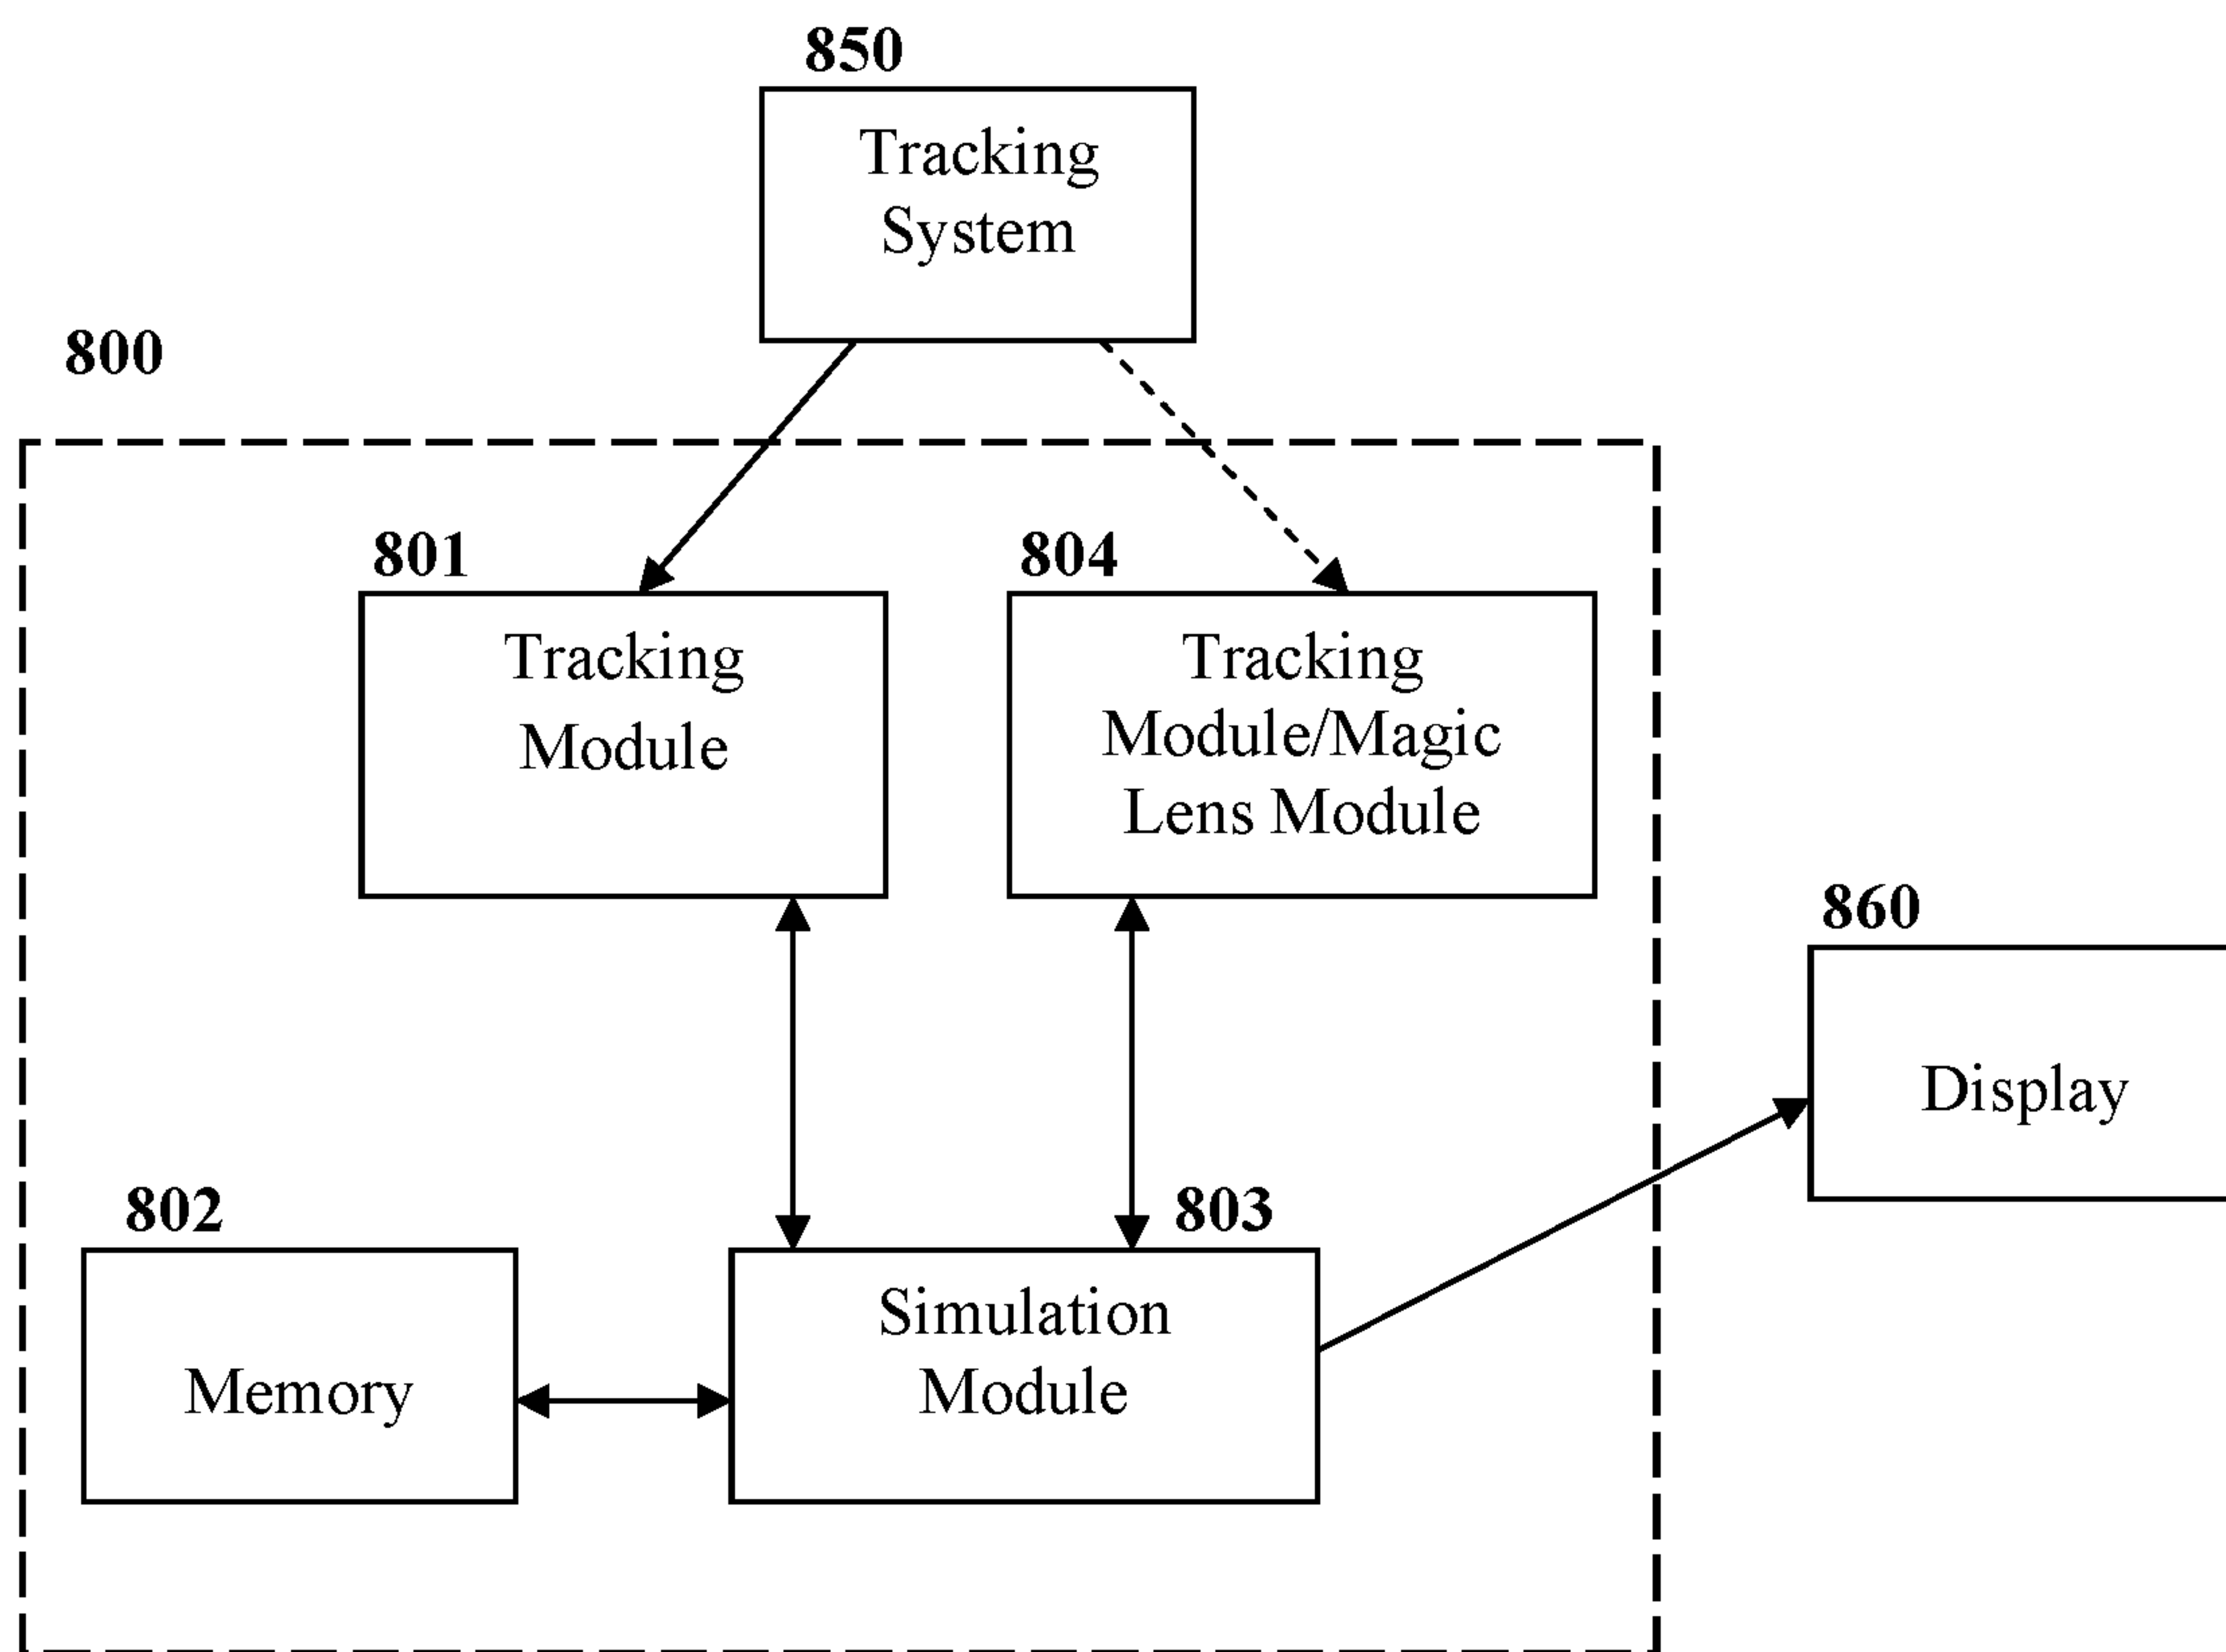 850
Tracking
System
800
801
Tracking
Module
804
Tracking
Module/Magic
Lens Module
860
Display
802
Memory
803
Simulation
Module